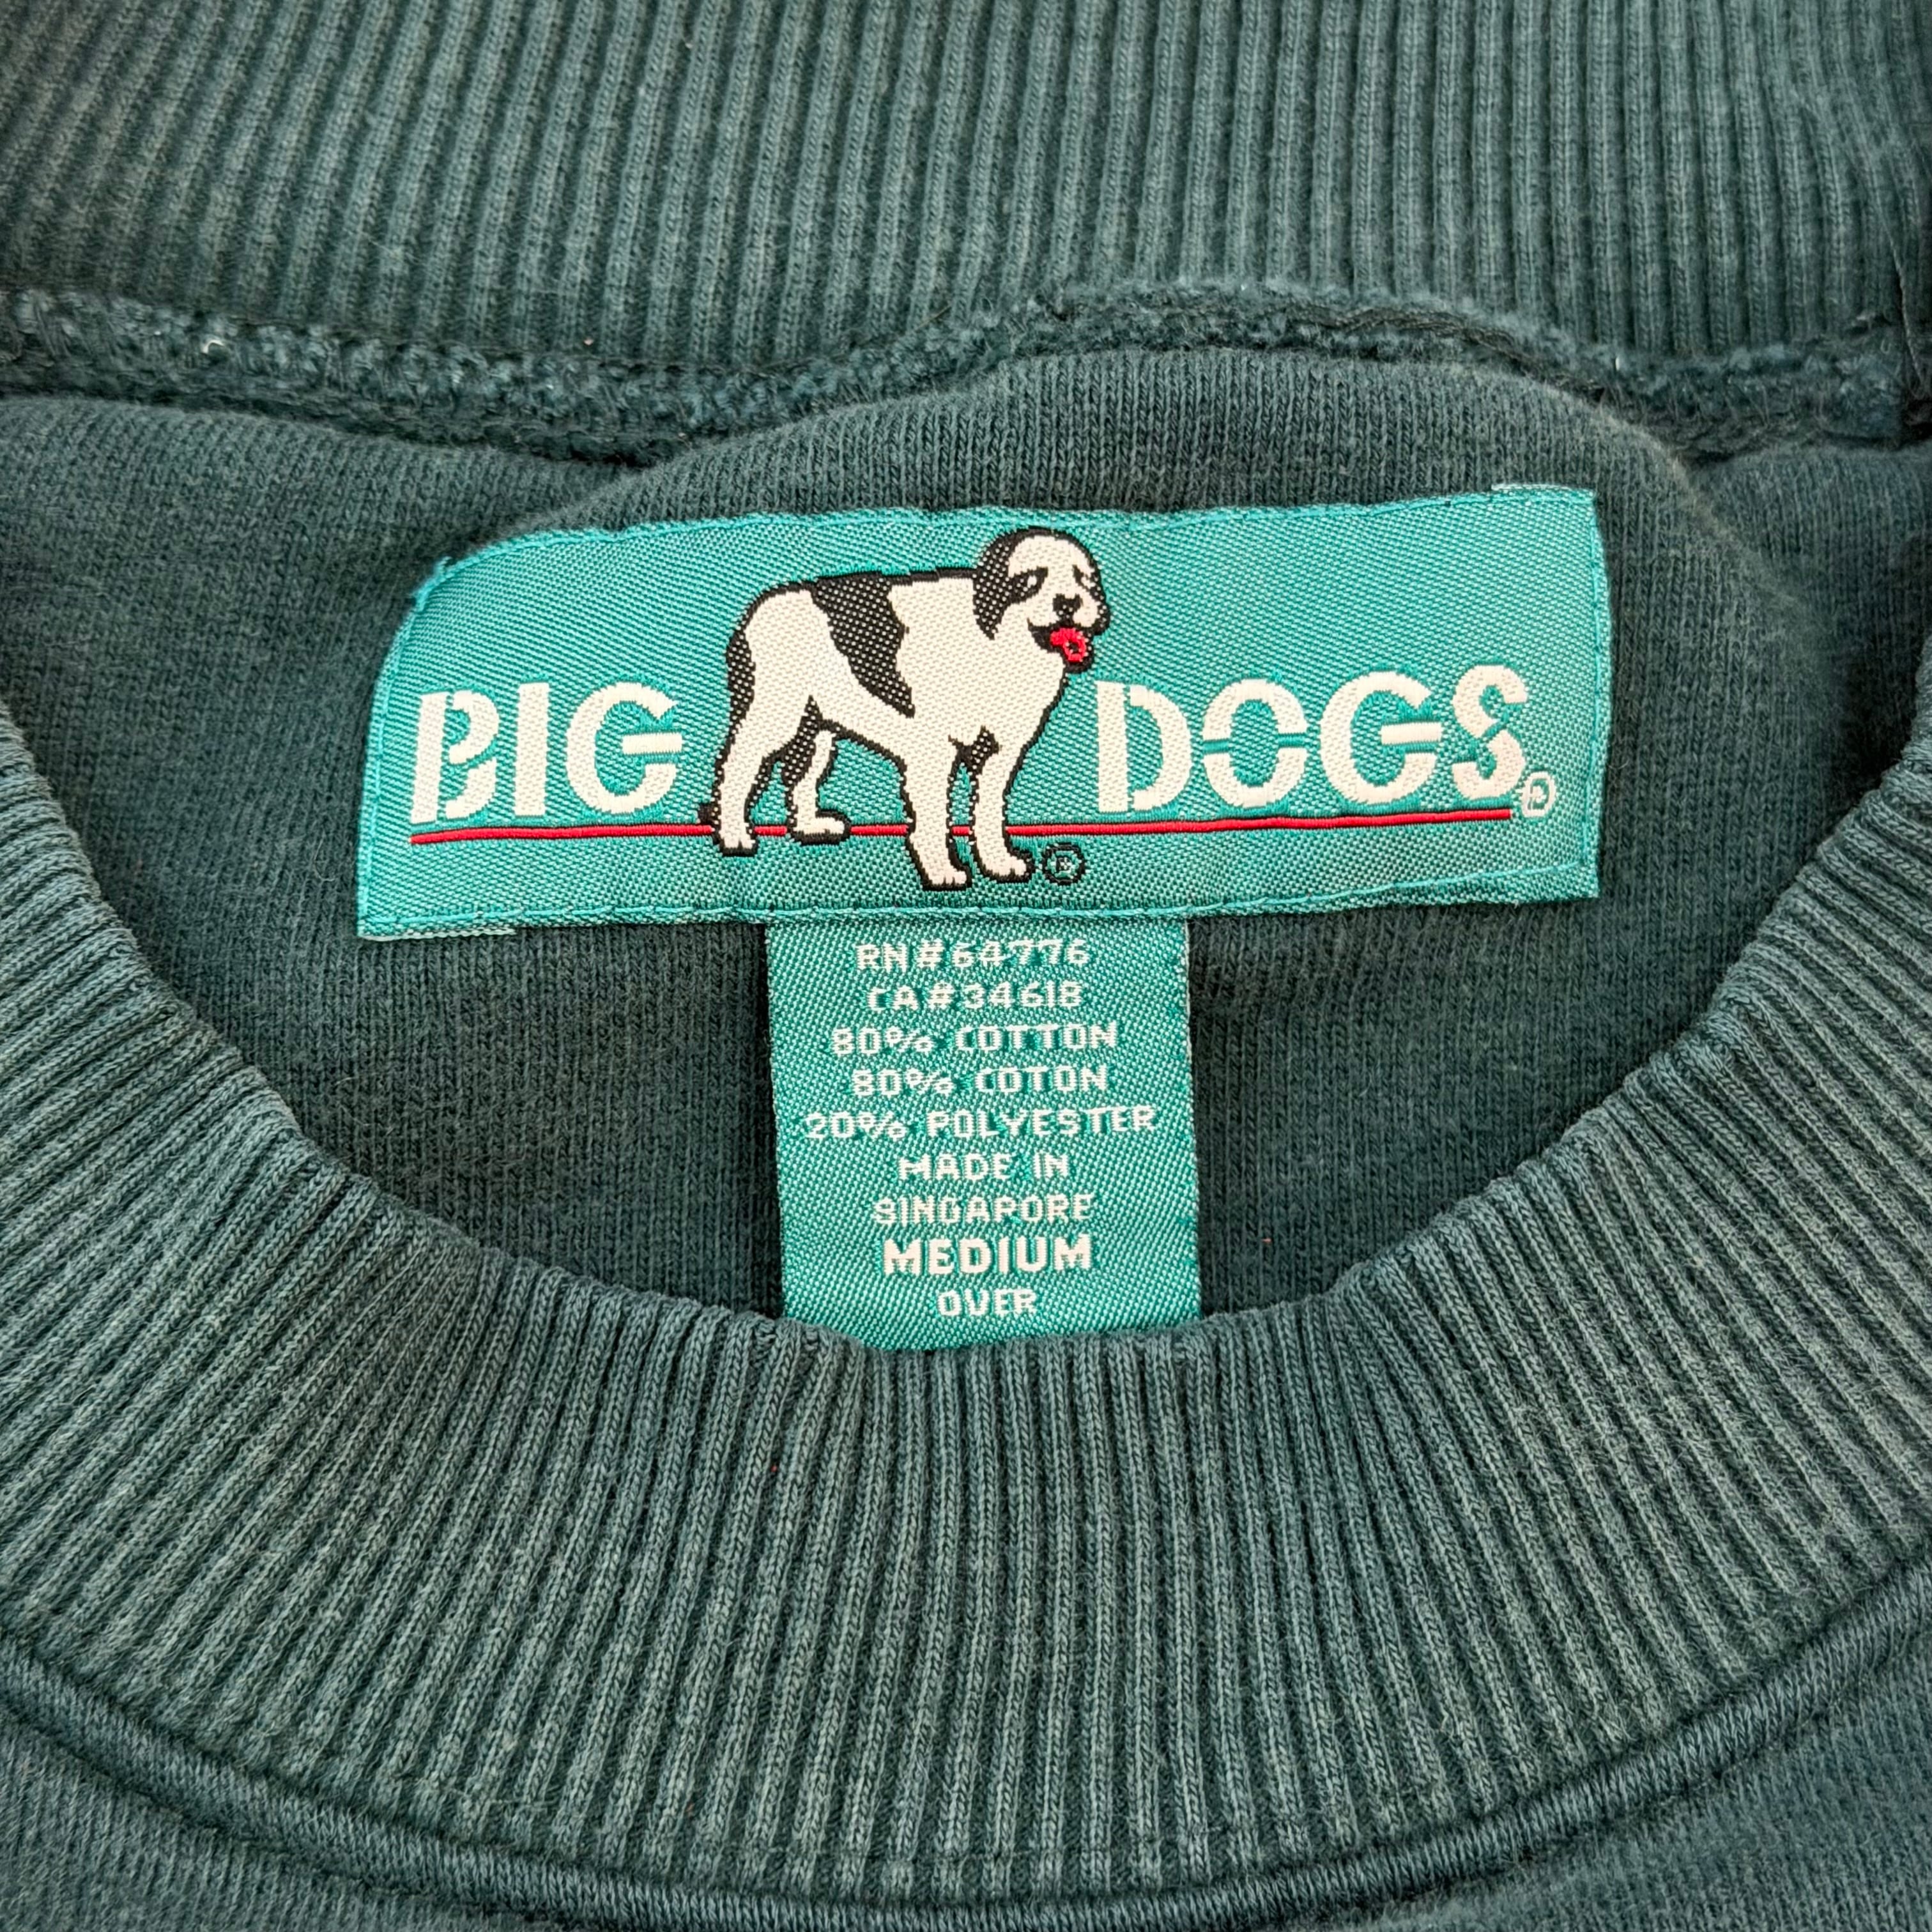 BIG DOGS®
®
RN#64776
CA#34618
80% COTTON
80% COTON
20% POLYESTER
MADE IN
SINGAPORE
MEDIUM
OVER